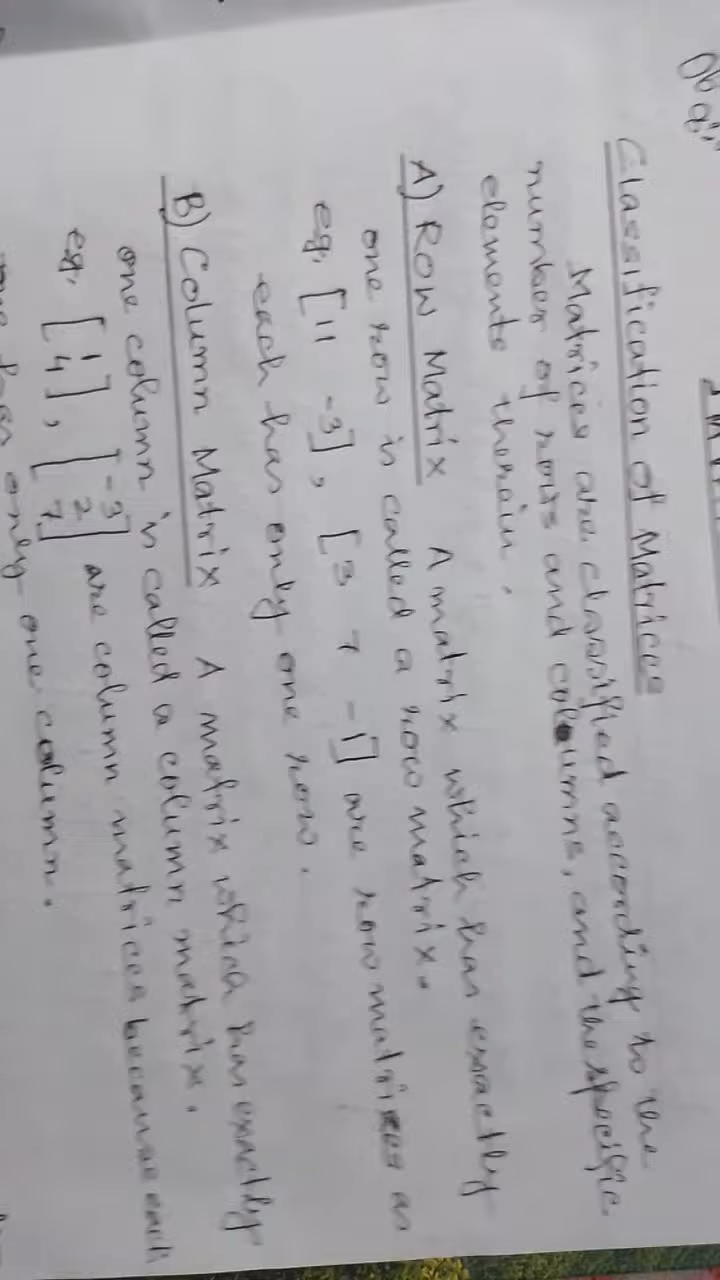 Classification of Matrices
Matrices are classified according to the
number of rows and columns, and the specific
elements therein.
A) Row Matrix A matrix which has exactly
one row is called a row matrix.
eg. [11 -3], [3 7 -1] are row matrices as
each has only one row.
B) Column Matrix A matrix which has exactly
one column is called a column matrix.
eg. [1 4], [-3 2 7] are column matrices because each
one has only one column.